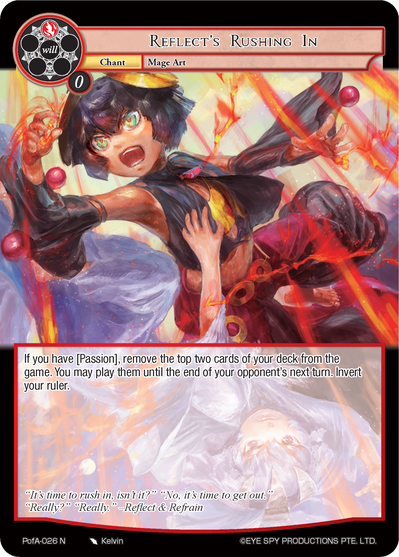 Reflect's Rushing In
will
Chant
Mage Art
0
If you have [Passion], remove the top two cards of your deck from the
game. You may play them until the end of your opponent's next turn. Invert
your ruler.
"It's time to rush in, isn't it?" "No, it's time to get out."
"Really?" "Really." –Reflect & Refrain
PofA-026 N
Kelvin
©EYE SPY PRODUCTIONS PTE. LTD.